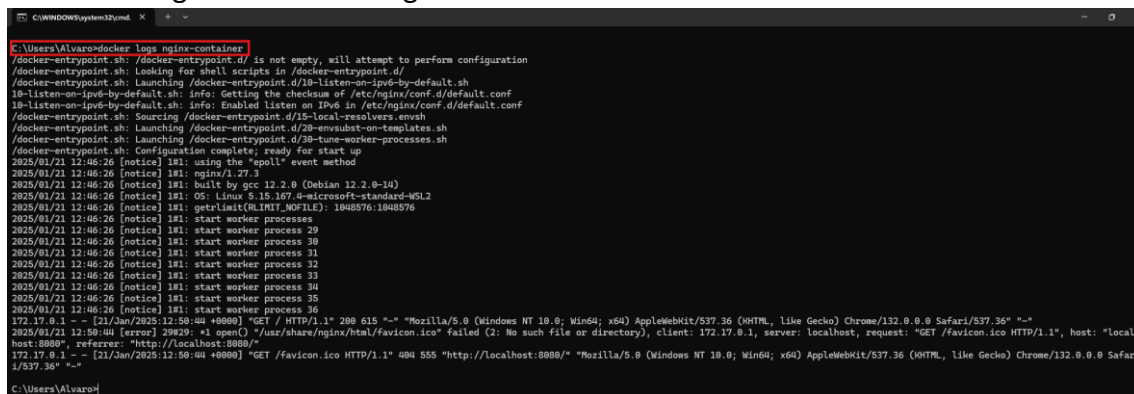 C:\WINDOWS\system32\cmd.
C:\Users\Alvaro>docker logs nginx-container
/docker-entrypoint.sh: /docker-entrypoint.d/ is not empty, will attempt to perform configuration
/docker-entrypoint.sh: Looking for shell scripts in /docker-entrypoint.d/
/docker-entrypoint.sh: Launching /docker-entrypoint.d/10-listen-on-ipv6-by-default.sh
10-listen-on-ipv6-by-default.sh: info: Getting the checksum of /etc/nginx/conf.d/default.conf
10-listen-on-ipv6-by-default.sh: info: Enabled listen on IPv6 in /etc/nginx/conf.d/default.conf
/docker-entrypoint.sh: Sourcing /docker-entrypoint.d/15-local-resolvers.envsh
/docker-entrypoint.sh: Launching /docker-entrypoint.d/20-envsubst-on-templates.sh
/docker-entrypoint.sh: Launching /docker-entrypoint.d/30-tune-worker-processes.sh
/docker-entrypoint.sh: Configuration complete; ready for start up
2025/01/21 12:46:26 [notice] 1#1: using the "epoll" event method
2025/01/21 12:46:26 [notice] 1#1: nginx/1.27.3
2025/01/21 12:46:26 [notice] 1#1: built by gcc 12.2.0 (Debian 12.2.0-14)
2025/01/21 12:46:26 [notice] 1#1: OS: Linux 5.15.167.4-microsoft-standard-WSL2
2025/01/21 12:46:26 [notice] 1#1: getrlimit(RLIMIT_NOFILE): 1048576:1048576
2025/01/21 12:46:26 [notice] 1#1: start worker processes
2025/01/21 12:46:26 [notice] 1#1: start worker process 29
2025/01/21 12:46:26 [notice] 1#1: start worker process 30
2025/01/21 12:46:26 [notice] 1#1: start worker process 31
2025/01/21 12:46:26 [notice] 1#1: start worker process 32
2025/01/21 12:46:26 [notice] 1#1: start worker process 33
2025/01/21 12:46:26 [notice] 1#1: start worker process 34
2025/01/21 12:46:26 [notice] 1#1: start worker process 35
2025/01/21 12:46:26 [notice] 1#1: start worker process 36
172.17.0.1 - - [21/Jan/2025:12:50:44 +0000] "GET / HTTP/1.1" 200 615 "-" "Mozilla/5.0 (Windows NT 10.0; Win64; x64) AppleWebKit/537.36 (KHTML, like Gecko) Chrome/132.0.0.0 Safari/537.36" "-"
2025/01/21 12:50:44 [error] 29#29: *1 open() "/usr/share/nginx/html/favicon.ico" failed (2: No such file or directory), client: 172.17.0.1, server: localhost, request: "GET /favicon.ico HTTP/1.1", host: "local
host:8080", referrer: "http://localhost:8080/"
172.17.0.1 - - [21/Jan/2025:12:50:44 +0000] "GET /favicon.ico HTTP/1.1" 404 555 "http://localhost:8080/" "Mozilla/5.0 (Windows NT 10.0; Win64; x64) AppleWebKit/537.36 (KHTML, like Gecko) Chrome/132.0.0.0 Safar
i/537.36" "-"
C:\Users\Alvaro>